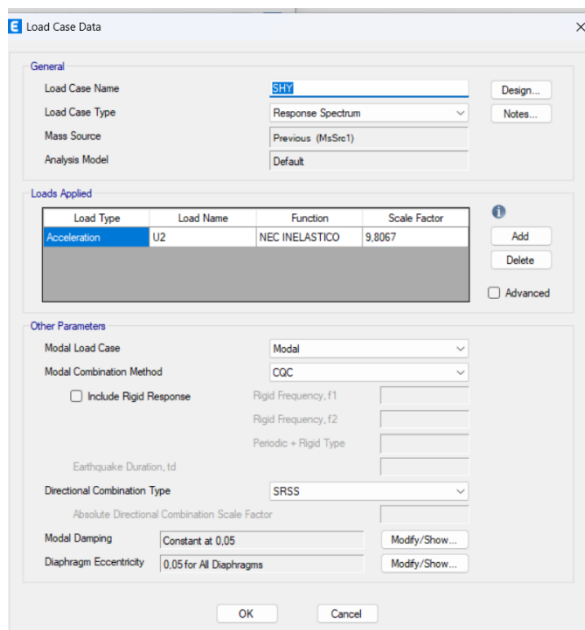 E Load Case Data
General
Load Case Name SHY Design...
Load Case Type Response Spectrum Notes...
Mass Source Previous (MsSrc1)
Analysis Model Default
Loads Applied
Load Type Load Name Function Scale Factor
Acceleration U2 NEC INELASTICO 9,8067
Add
Delete
Advanced
Other Parameters
Modal Load Case Modal
Modal Combination Method CQC
Include Rigid Response Rigid Frequency, f1
Rigid Frequency, f2
Periodic + Rigid Type
Earthquake Duration, td
Directional Combination Type SRSS
Absolute Directional Combination Scale Factor
Modal Damping Constant at 0,05 Modify/Show...
Diaphragm Eccentricity 0,05 for All Diaphragms Modify/Show...
OK Cancel